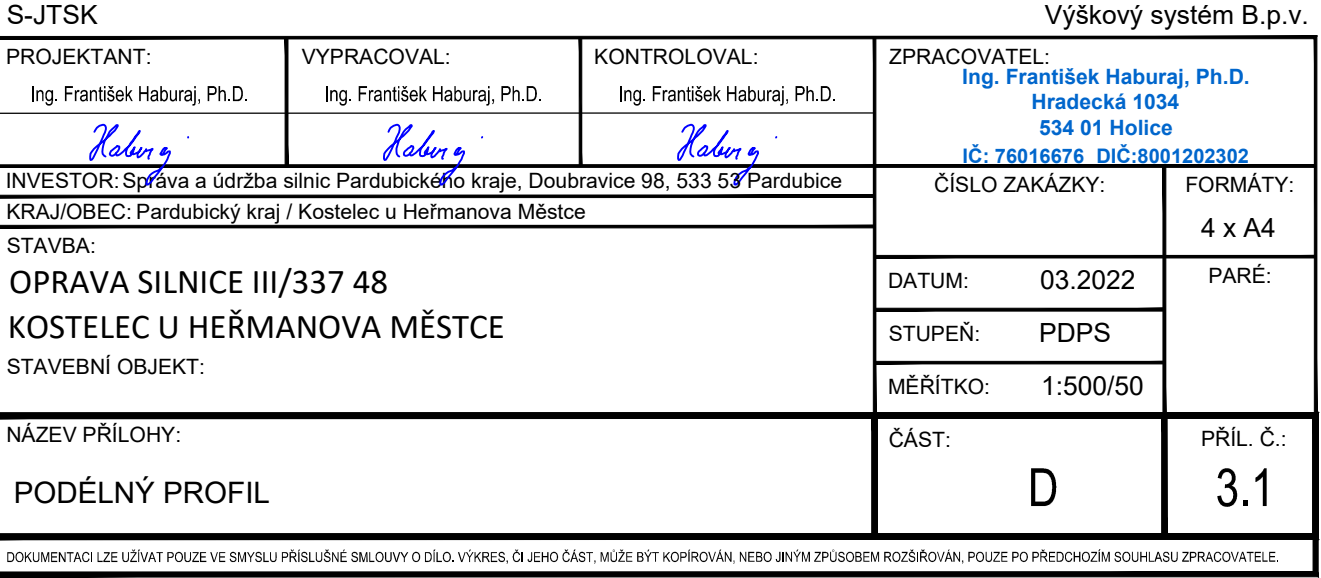 S-JTSK
Výškový systém B.p.v.
PROJEKTANT:
Ing. František Haburaj, Ph.D.
Haburaj
VYPRACOVAL:
Ing. František Haburaj, Ph.D.
Haburaj
KONTROLOVAL:
Ing. František Haburaj, Ph.D.
Haburaj
ZPRACOVATEL:
Ing. František Haburaj, Ph.D.
Hradecká 1034
534 01 Holice
IČ: 76016676 DIČ:8001202302
INVESTOR: Správa a údržba silnic Pardubického kraje, Doubravice 98, 533 53 Pardubice
KRAJ/OBEC: Pardubický kraj / Kostelec u Heřmanova Městce
STAVBA:
OPRAVA SILNICE III/337 48
KOSTELEC U HEŘMANOVA MĚSTCE
STAVEBNÍ OBJEKT:
ČÍSLO ZAKÁZKY:
FORMÁTY:
4 x A4
DATUM: 03.2022
PARÉ:
STUPEŇ: PDPS
MĚŘÍTKO: 1:500/50
NÁZEV PŘÍLOHY:
PODÉLNÝ PROFIL
ČÁST:
D
PŘÍL. Č.:
3.1
DOKUMENTACI LZE UŽÍVAT POUZE VE SMYSLU PŘÍSLUŠNÉ SMLOUVY O DÍLO. VÝKRES, ČI JEHO ČÁST, MŮŽE BÝT KOPÍROVÁN, NEBO JINÝM ZPŮSOBEM ROZŠIŘOVÁN, POUZE PO PŘEDCHOZÍM SOUHLASU ZPRACOVATELE.